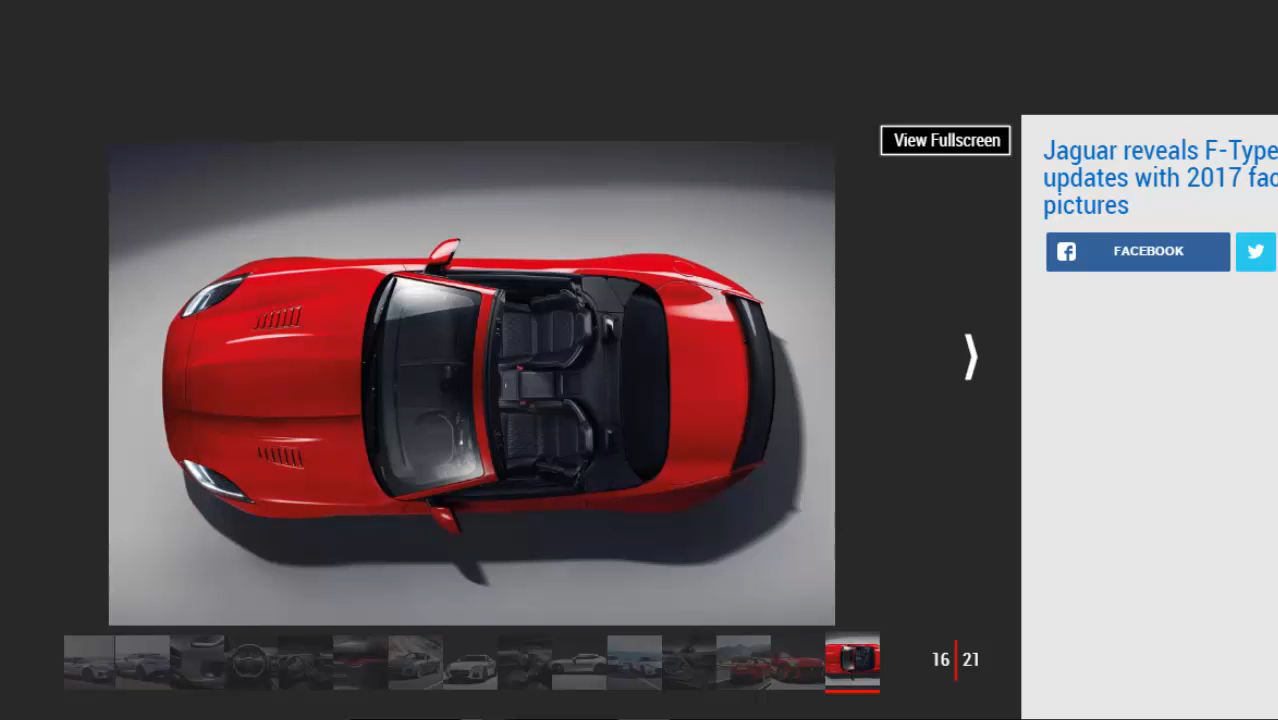 View Fullscreen
Jaguar reveals F-Type
updates with 2017 fac
pictures
FACEBOOK
16 21